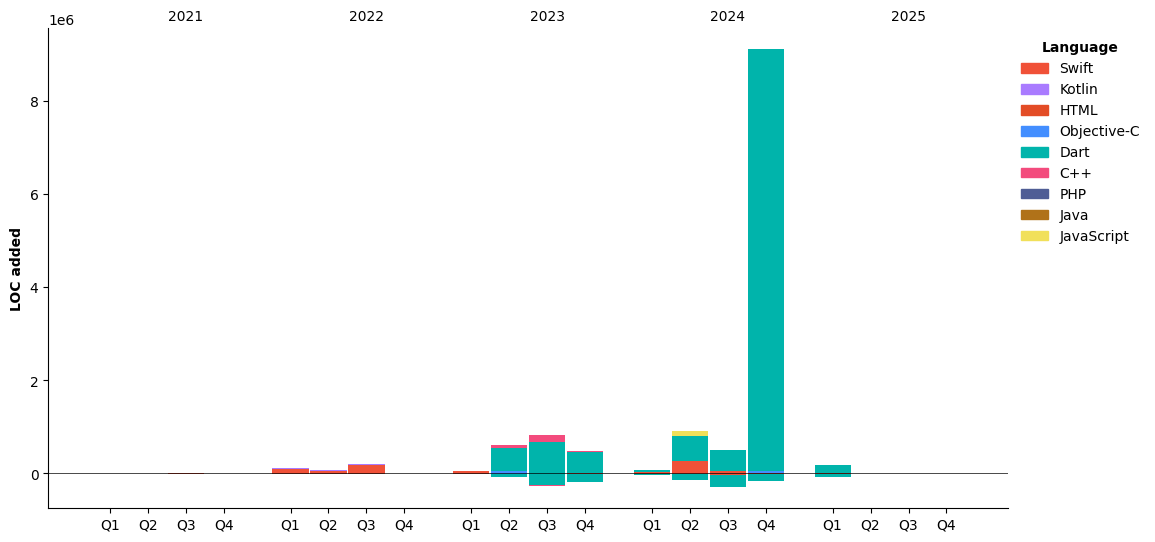 2021 2022 2023 2024 2025
1e6
Language
Swift
Kotlin
HTML
Objective-C
Dart
C++
PHP
Java
JavaScript
LOC added
8
6
4
2
0
Q1 Q2 Q3 Q4 Q1 Q2 Q3 Q4 Q1 Q2 Q3 Q4 Q1 Q2 Q3 Q4 Q1 Q2 Q3 Q4